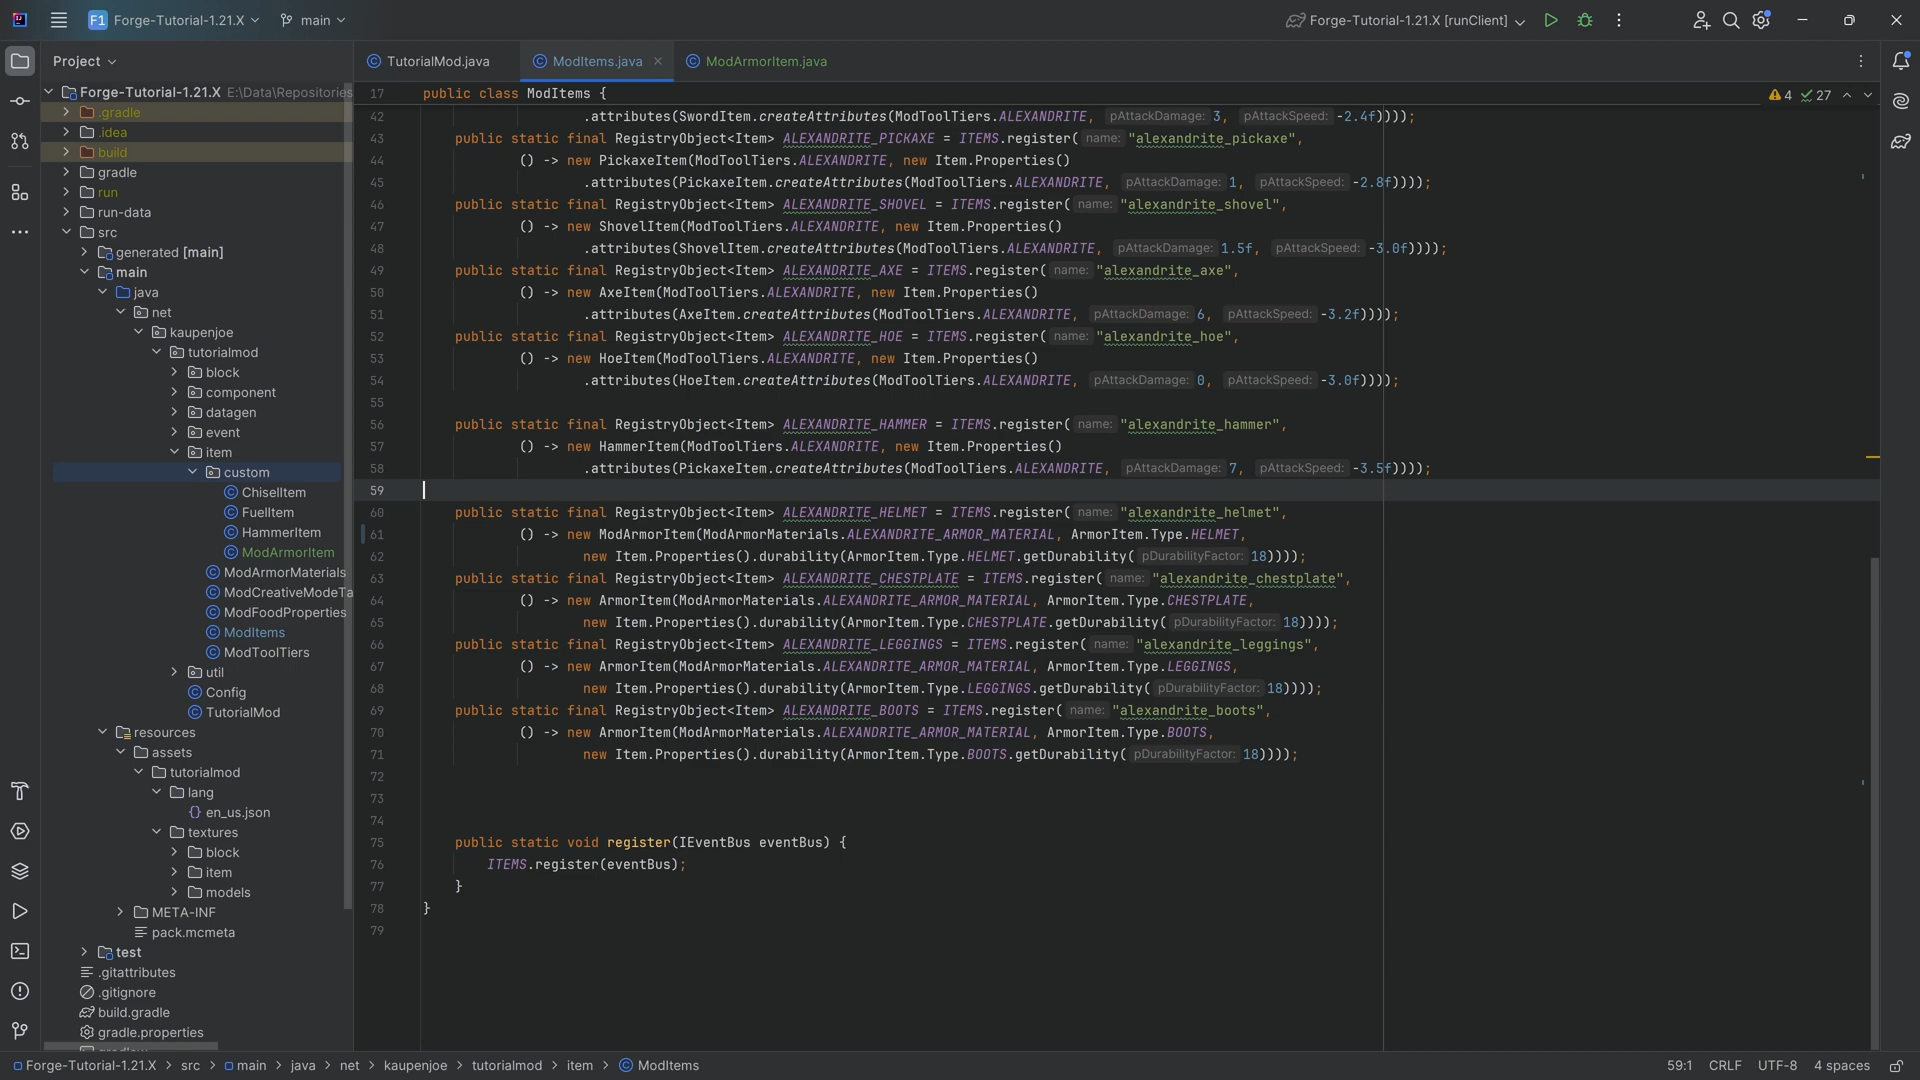 F1 Forge-Tutorial-1.21.X main Forge-Tutorial-1.21.X [runClient]
Project
TutorialMod.java ModItems.java ModArmorItem.java
Forge-Tutorial-1.21.X E:\Data\Repositories
.gradle
.idea
build
gradle
run
run-data
src
generated [main]
main
java
net
kaupenjoe
tutorialmod
block
component
datagen
event
item
custom
ChiselItem
FuelItem
HammerItem
ModArmorItem
ModArmorMaterials
ModCreativeModeTa
ModFoodProperties
ModItems
ModToolTiers
util
Config
TutorialMod
resources
assets
tutorialmod
lang
{} en_us.json
textures
block
item
models
META-INF
pack.mcmeta
test
.gitattributes
.gitignore
build.gradle
gradle.properties
17 public class ModItems { 4 27
42 .attributes(SwordItem.createAttributes(ModToolTiers.ALEXANDRITE, pAttackDamage: 3, pAttackSpeed: -2.4f))));
43 public static final RegistryObject<Item> ALEXANDRITE_PICKAXE = ITEMS.register( name: "alexandrite_pickaxe",
44 () -> new PickaxeItem(ModToolTiers.ALEXANDRITE, new Item.Properties()
45 .attributes(PickaxeItem.createAttributes(ModToolTiers.ALEXANDRITE, pAttackDamage: 1, pAttackSpeed: -2.8f))));
46 public static final RegistryObject<Item> ALEXANDRITE_SHOVEL = ITEMS.register( name: "alexandrite_shovel",
47 () -> new ShovelItem(ModToolTiers.ALEXANDRITE, new Item.Properties()
48 .attributes(ShovelItem.createAttributes(ModToolTiers.ALEXANDRITE, pAttackDamage: 1.5f, pAttackSpeed: -3.0f))));
49 public static final RegistryObject<Item> ALEXANDRITE_AXE = ITEMS.register( name: "alexandrite_axe",
50 () -> new AxeItem(ModToolTiers.ALEXANDRITE, new Item.Properties()
51 .attributes(AxeItem.createAttributes(ModToolTiers.ALEXANDRITE, pAttackDamage: 6, pAttackSpeed: -3.2f))));
52 public static final RegistryObject<Item> ALEXANDRITE_HOE = ITEMS.register( name: "alexandrite_hoe",
53 () -> new HoeItem(ModToolTiers.ALEXANDRITE, new Item.Properties()
54 .attributes(HoeItem.createAttributes(ModToolTiers.ALEXANDRITE, pAttackDamage: 0, pAttackSpeed: -3.0f))));
55
56 public static final RegistryObject<Item> ALEXANDRITE_HAMMER = ITEMS.register( name: "alexandrite_hammer",
57 () -> new HammerItem(ModToolTiers.ALEXANDRITE, new Item.Properties()
58 .attributes(PickaxeItem.createAttributes(ModToolTiers.ALEXANDRITE, pAttackDamage: 7, pAttackSpeed: -3.5f))));
59
60 public static final RegistryObject<Item> ALEXANDRITE_HELMET = ITEMS.register( name: "alexandrite_helmet",
61 () -> new ModArmorItem(ModArmorMaterials.ALEXANDRITE_ARMOR_MATERIAL, ArmorItem.Type.HELMET,
62 new Item.Properties().durability(ArmorItem.Type.HELMET.getDurability( pDurabilityFactor: 18))));
63 public static final RegistryObject<Item> ALEXANDRITE_CHESTPLATE = ITEMS.register( name: "alexandrite_chestplate",
64 () -> new ArmorItem(ModArmorMaterials.ALEXANDRITE_ARMOR_MATERIAL, ArmorItem.Type.CHESTPLATE,
65 new Item.Properties().durability(ArmorItem.Type.CHESTPLATE.getDurability( pDurabilityFactor: 18))));
66 public static final RegistryObject<Item> ALEXANDRITE_LEGGINGS = ITEMS.register( name: "alexandrite_leggings",
67 () -> new ArmorItem(ModArmorMaterials.ALEXANDRITE_ARMOR_MATERIAL, ArmorItem.Type.LEGGINGS,
68 new Item.Properties().durability(ArmorItem.Type.LEGGINGS.getDurability( pDurabilityFactor: 18))));
69 public static final RegistryObject<Item> ALEXANDRITE_BOOTS = ITEMS.register( name: "alexandrite_boots",
70 () -> new ArmorItem(ModArmorMaterials.ALEXANDRITE_ARMOR_MATERIAL, ArmorItem.Type.BOOTS,
71 new Item.Properties().durability(ArmorItem.Type.BOOTS.getDurability( pDurabilityFactor: 18))));
72
73
74
75 public static void register(IEventBus eventBus) {
76 ITEMS.register(eventBus);
77 }
78 }
79
Forge-Tutorial-1.21.X > src > main > java > net > kaupenjoe > tutorialmod > item > ModItems 59:1 CRLF UTF-8 4 spaces